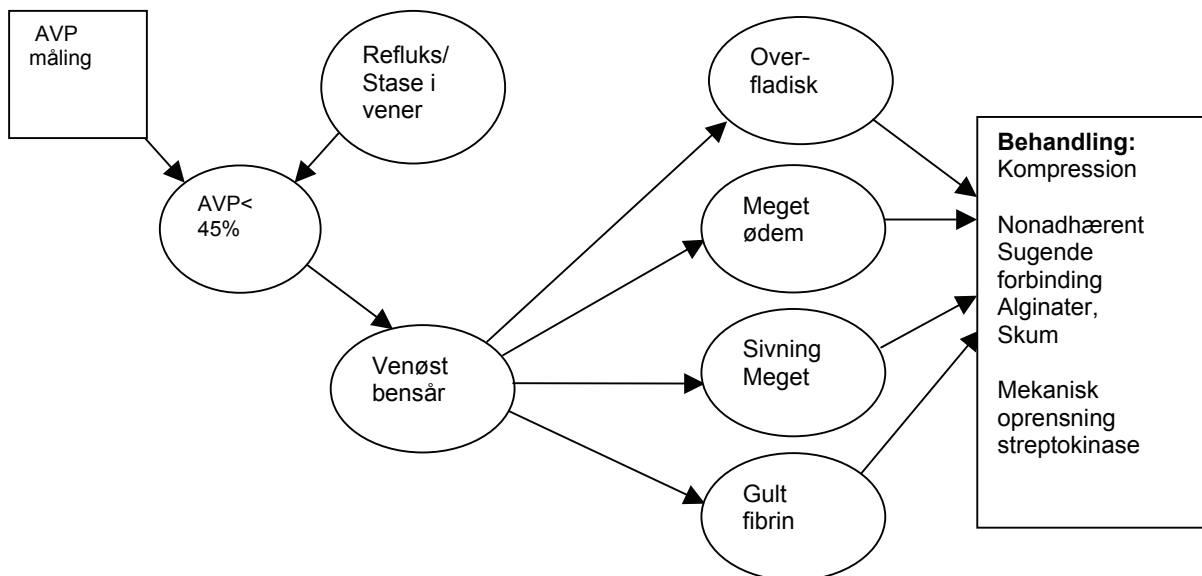 AVP
måling
Refluks/
Stase i
vener
AVP<
45%
Venøst
bensår
Over-
fladisk
Meget
ødem
Sivning
Meget
Gult
fibrin
Behandling:
Kompression
Nonadhærent
Sugende
forbinding
Alginater,
Skum
Mekanisk
oprensning
streptokinase